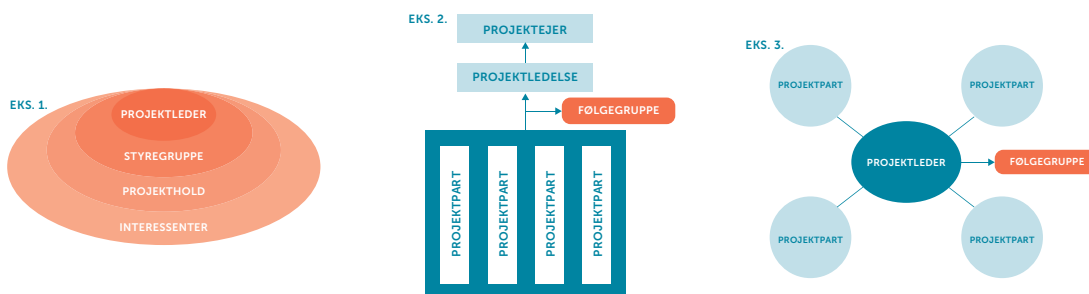 EKS. 1.
PROJEKTLEDER
STYREGRUPPE
PROJEKTHOLD
INTERESSENTER
EKS. 2.
PROJEKTEJER
PROJEKTLEDELSE
FØLGEGRUPPE
PROJEKTPART
PROJEKTPART
PROJEKTPART
PROJEKTPART
EKS. 3.
PROJEKTPART
PROJEKTPART
PROJEKTLEDER
FØLGEGRUPPE
PROJEKTPART
PROJEKTPART